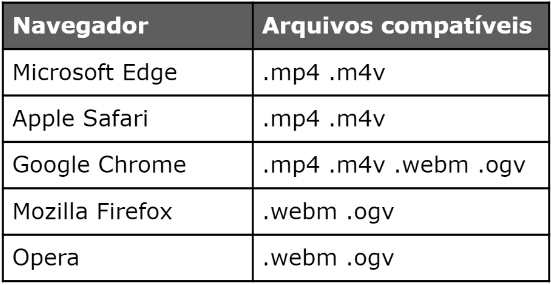 Navegador Arquivos compatíveis
Microsoft Edge .mp4 .m4v
Apple Safari .mp4 .m4v
Google Chrome .mp4 .m4v .webm .ogv
Mozilla Firefox .webm .ogv
Opera .webm .ogv